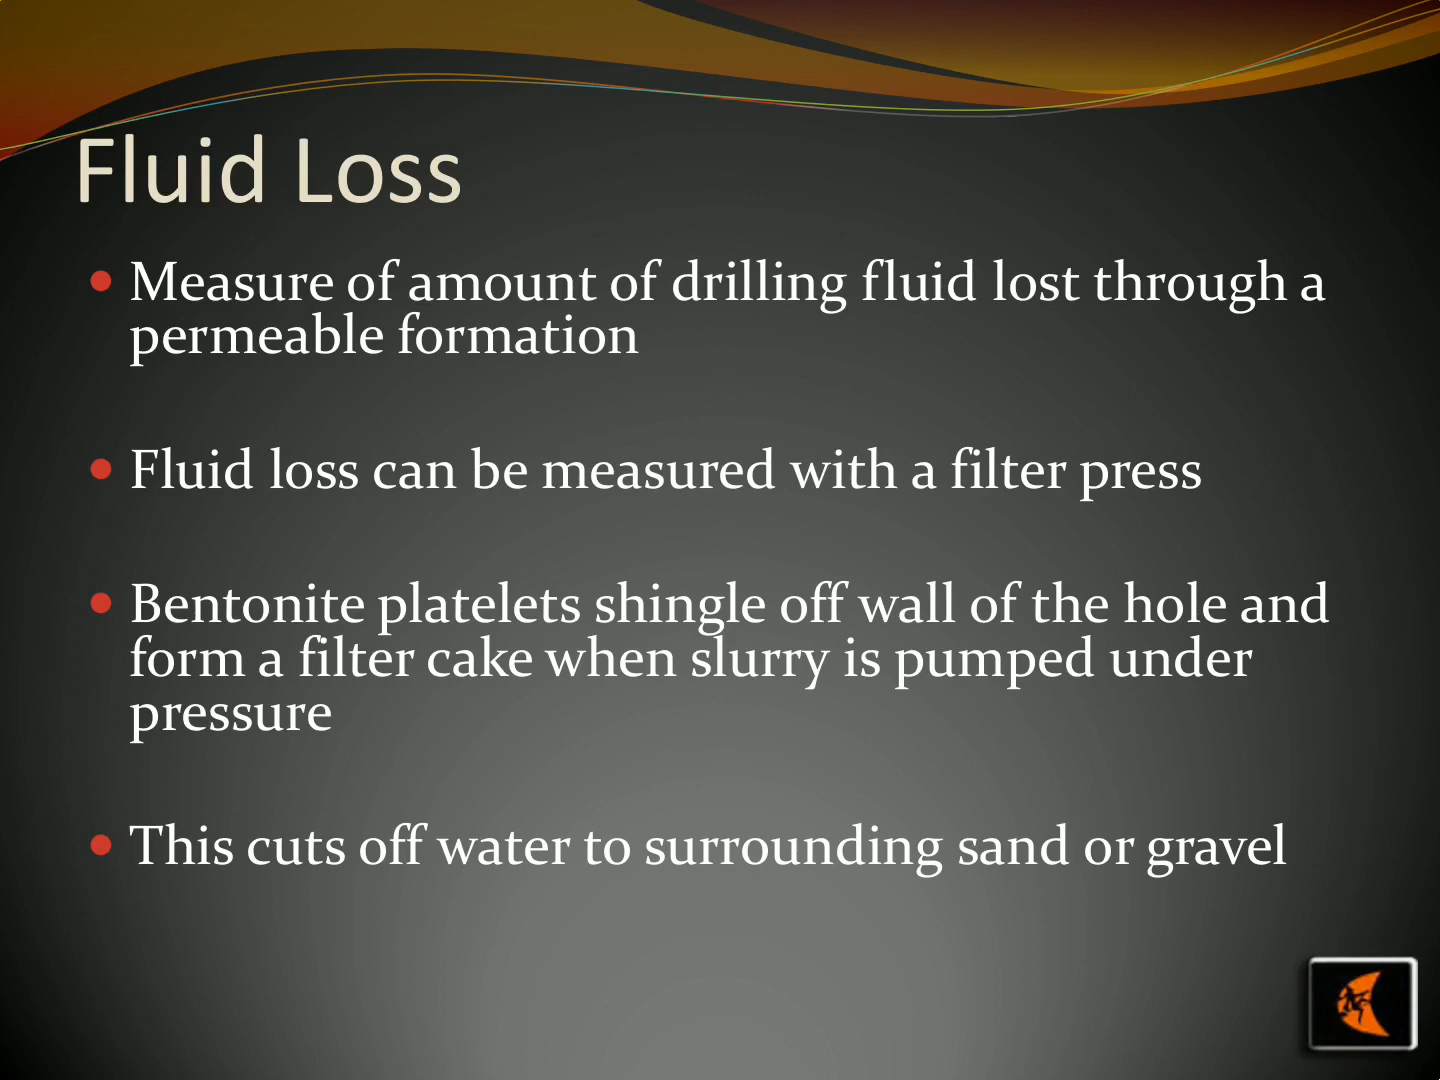 Fluid Loss
• Measure of amount of drilling fluid lost through a
permeable formation
• Fluid loss can be measured with a filter press
• Bentonite platelets shingle off wall of the hole and
form a filter cake when slurry is pumped under
pressure
• This cuts off water to surrounding sand or gravel